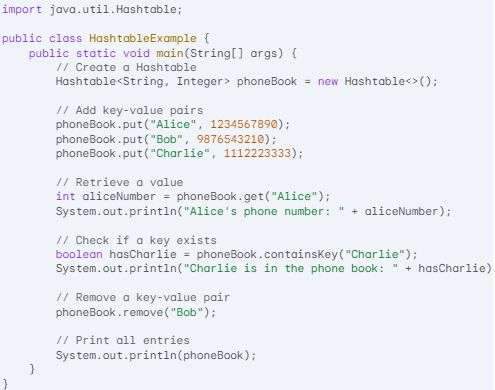 import java.util.Hashtable;

public class HashtableExample {
    public static void main(String[] args) {
        // Create a Hashtable
        Hashtable<String, Integer> phoneBook = new Hashtable<>();

        // Add key-value pairs
        phoneBook.put("Alice", 1234567890);
        phoneBook.put("Bob", 9876543210);
        phoneBook.put("Charlie", 1112223333);

        // Retrieve a value
        int aliceNumber = phoneBook.get("Alice");
        System.out.println("Alice's phone number: " + aliceNumber);

        // Check if a key exists
        boolean hasCharlie = phoneBook.containsKey("Charlie");
        System.out.println("Charlie is in the phone book: " + hasCharlie)

        // Remove a key-value pair
        phoneBook.remove("Bob");

        // Print all entries
        System.out.println(phoneBook);
    }
}